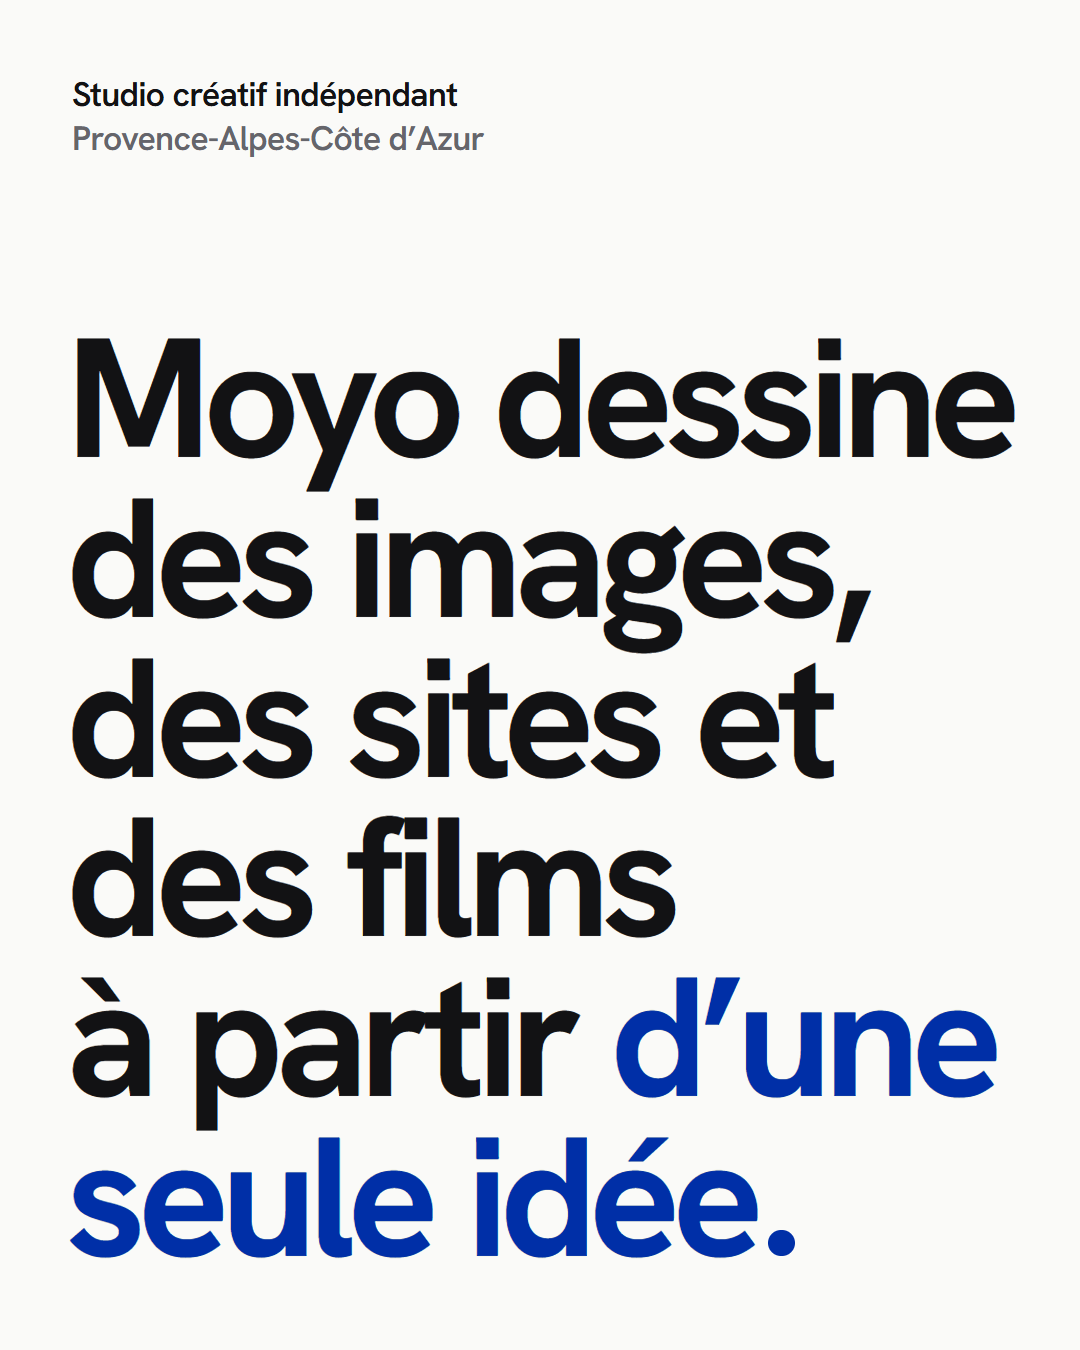 Studio créatif indépendant
Provence-Alpes-Côte d’Azur
Moyo dessine
des images,
des sites et
des films
à partir d’une
seule idée.